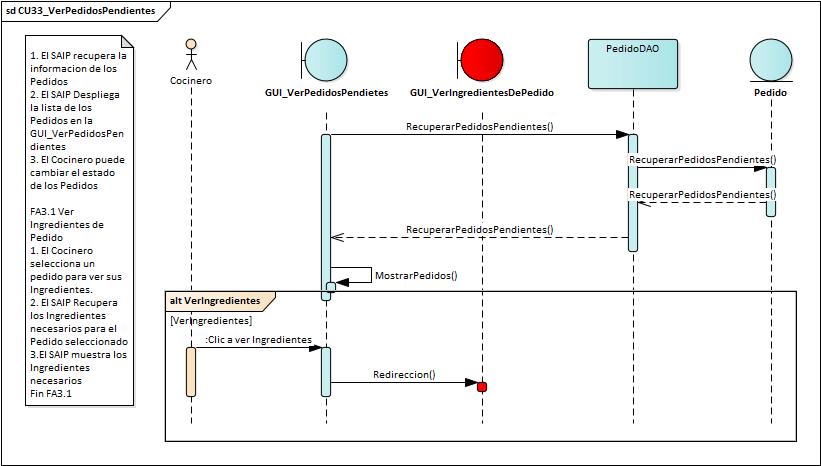 sd CU33_VerPedidosPendientes
1. El SAIP recupera la
informacion de los
Pedidos
2. El SAIP Despliega
la lista de los
Pedidos en la
GUI_VerPedidosPen
dientes
3. El Cocinero puede
cambiar el estado
de los Pedidos
FA3.1 Ver
Ingredientes de
Pedido
1. El Cocinero
selecciona un
pedido para ver sus
Ingredientes.
2. El SAIP Recupera
los Ingredientes
necesarios para el
Pedido seleccionado
3.El SAIP muestra los
Ingredientes
necesarios
Fin FA3.1
Cocinero
GUI_VerPedidosPendietes
GUI_VerIngredientesDePedido
PedidoDAO
Pedido
RecuperarPedidosPendientes()
RecuperarPedidosPendientes()
RecuperarPedidosPendientes()
RecuperarPedidosPendientes()
MostrarPedidos()
alt VerIngredientes
[VerIngredientes]
:Clic a ver Ingredientes
Redireccion()